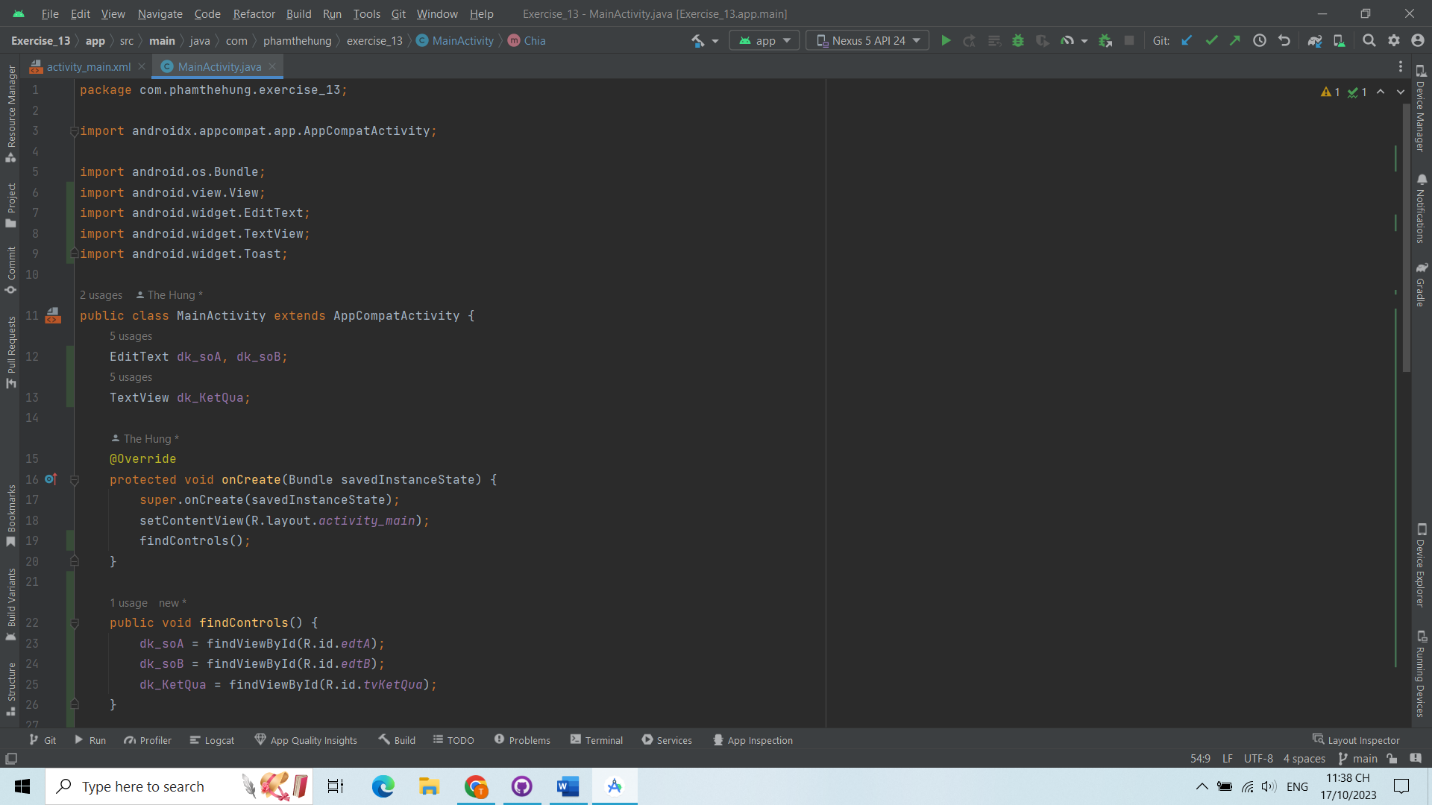 File Edit View Navigate Code Refactor Build Run Tools Git Window Help Exercise_13 - MainActivity.java [Exercise_13.app.main]
Exercise_13 app src main java com phamthehung exercise_13 MainActivity Chia app Nexus 5 API 24 Git:
activity_main.xml MainActivity.java
1 package com.phamthehung.exercise_13; 1 1
2
3 import androidx.appcompat.app.AppCompatActivity;
4
5 import android.os.Bundle;
6 import android.view.View;
7 import android.widget.EditText;
8 import android.widget.TextView;
9 import android.widget.Toast;
10
2 usages The Hung *
11 public class MainActivity extends AppCompatActivity {
5 usages
12 EditText dk_soA, dk_soB;
5 usages
13 TextView dk_KetQua;
14
The Hung *
15 @Override
16 protected void onCreate(Bundle savedInstanceState) {
17 super.onCreate(savedInstanceState);
18 setContentView(R.layout.activity_main);
19 findControls();
20 }
21
1 usage new *
22 public void findControls() {
23 dk_soA = findViewById(R.id.edtA);
24 dk_soB = findViewById(R.id.edtB);
25 dk_KetQua = findViewById(R.id.tvKetQua);
26 }
27
Resource Manager
Project
Commit
Pull Requests
Bookmarks
Build Variants
Structure
Device Manager
Notifications
Gradle
Device Explorer
Running Devices
Git Run Profiler Logcat App Quality Insights Build TODO Problems Terminal Services App Inspection Layout Inspector
54:9 LF UTF-8 4 spaces main
Type here to search ENG 11:38 CH
17/10/2023